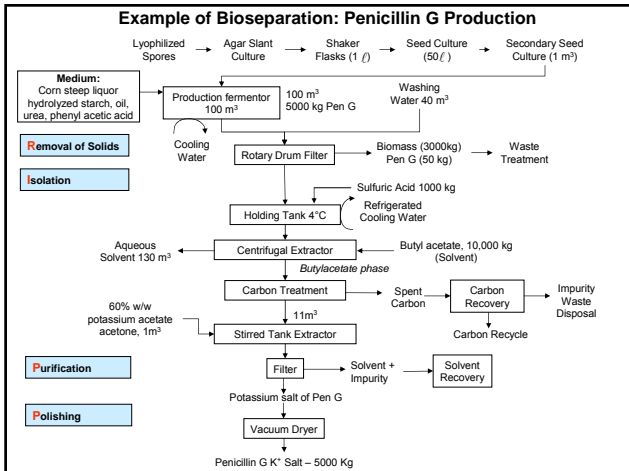 Example of Bioseparation: Penicillin G Production
Lyophilized
Spores
Agar Slant
Culture
Shaker
Flasks (1 ℓ)
Seed Culture
(50ℓ)
Secondary Seed
Culture (1 m³)
Medium:
Corn steep liquor
hydrolyzed starch, oil,
urea, phenyl acetic acid
Production fermentor
100 m³
100 m³
5000 kg Pen G
Washing
Water 40 m³
Cooling
Water
Removal of Solids
Rotary Drum Filter
Biomass (3000kg)
Pen G (50 kg)
Waste
Treatment
Isolation
Sulfuric Acid 1000 kg
Holding Tank 4°C
Refrigerated
Cooling Water
Aqueous
Solvent 130 m³
Centrifugal Extractor
Butyl acetate, 10,000 kg
(Solvent)
Butylacetate phase
Carbon Treatment
Spent
Carbon
Carbon
Recovery
Impurity
Waste
Disposal
60% w/w
potassium acetate
acetone, 1m³
11m³
Carbon Recycle
Stirred Tank Extractor
Purification
Filter
Solvent +
Impurity
Solvent
Recovery
Potassium salt of Pen G
Polishing
Vacuum Dryer
Penicillin G K⁺ Salt – 5000 Kg